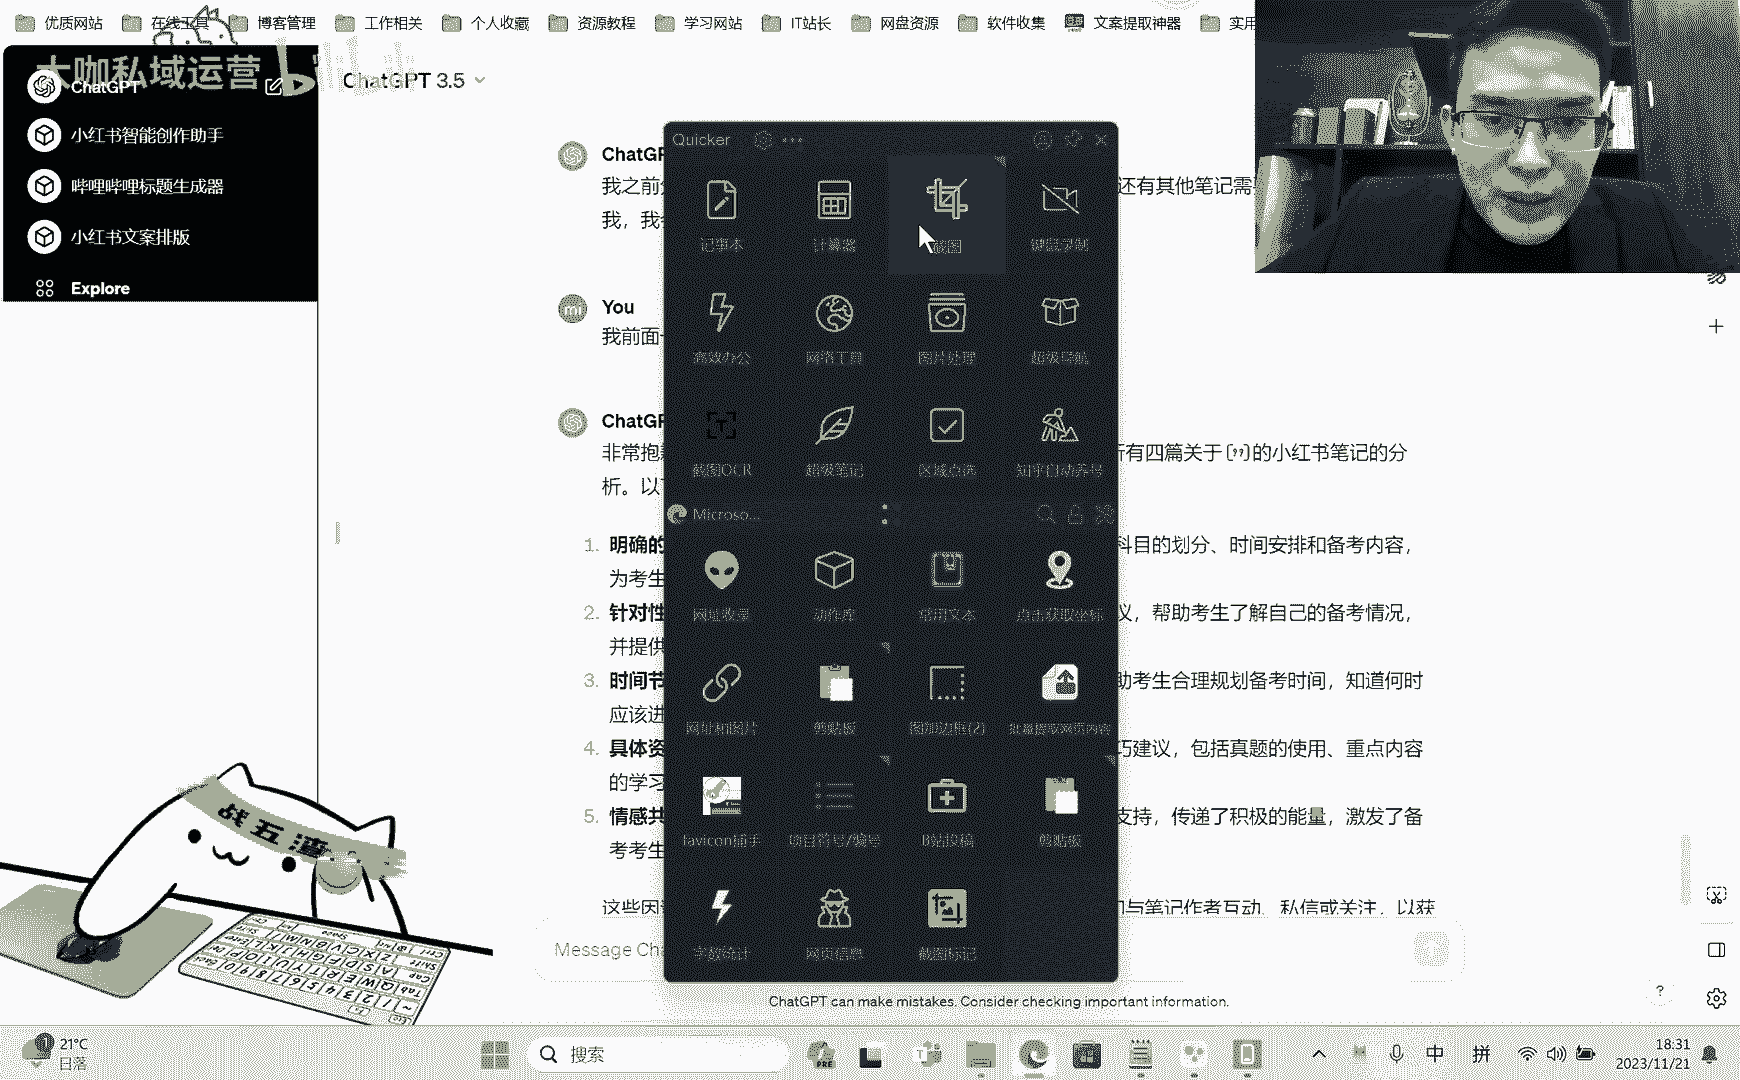 优质网站
在线工具
博客管理
工作相关
个人收藏
资源教程
学习网站
IT站长
网盘资源
软件收集
文案提取神器
实用
大咖私域运营
bilibili
ChatGPT
小红书智能创作助手
哔哩哔哩标题生成器
小红书文案排版
Explore
ChatGPT 3.5
ChatGP
我之前
还有其他笔记需
我，我
You
我前面
ChatGP
非常抱
有四篇关于 (??)的小红书笔记的分
析。以
1. 明确的
科目的划分、时间安排和备考内容，
为考生
2. 针对性
议，帮助考生了解自己的备考情况，
并提供
3. 时间节
助考生合理规划备考时间，知道何时
应该进
4. 具体资
巧建议，包括真题的使用、重点内容
的学习
5. 情感共
支持，传递了积极的能量，激发了备
考考生
与笔记作者互动、私信或关注，以获
Message Cha
ChatGPT can make mistakes. Consider checking important information.
?
Quicker
记事本
计算器
截图
键鼠录制
高效办公
网络工具
图片处理
超级导航
截图OCR
超级笔记
区域点选
知乎自动养号
Microso...
网址收录
动作库
常用文本
点击获取坐标
网址和图片
剪贴板
图加边框(2)
批量提取网页内容
favicon捕手
项目符号/编号
B站投稿
剪贴板
字数统计
网页信息
截图标记
战五渣
21°C
日落
搜索
PRE
中
拼
18:31
2023/11/21